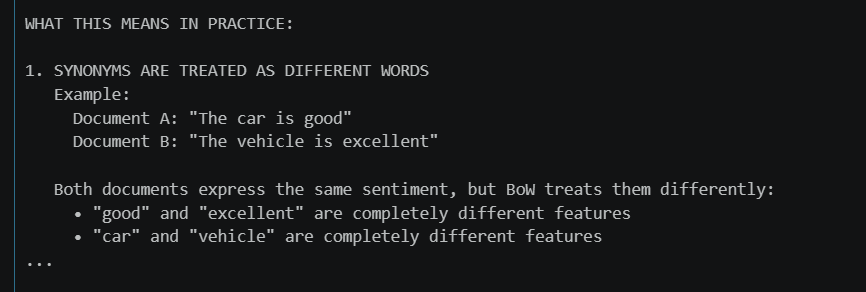 WHAT THIS MEANS IN PRACTICE:
1. SYNONYMS ARE TREATED AS DIFFERENT WORDS
Example:
Document A: "The car is good"
Document B: "The vehicle is excellent"
Both documents express the same sentiment, but BoW treats them differently:
• "good" and "excellent" are completely different features
• "car" and "vehicle" are completely different features
...